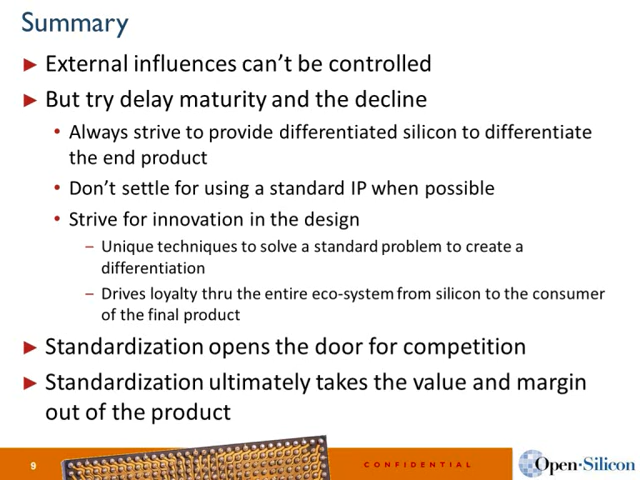 Summary
► External influences can't be controlled
► But try delay maturity and the decline
• Always strive to provide differentiated silicon to differentiate
the end product
• Don't settle for using a standard IP when possible
• Strive for innovation in the design
– Unique techniques to solve a standard problem to create a
differentiation
– Drives loyalty thru the entire eco-system from silicon to the consumer
of the final product
► Standardization opens the door for competition
► Standardization ultimately takes the value and margin
out of the product
9
CONFIDENTIAL
Open-Silicon